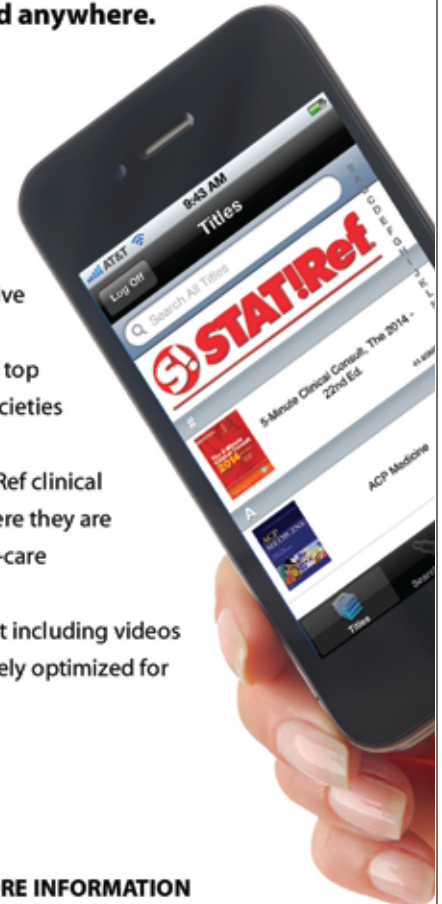 d anywhere.
AT&T
9:43 AM
Log Off
Titles
Search All Titles
S! STAT!Ref
#
5-Minute Clinical Consult, The 2014 -
22nd Ed.
A
ACP Medicine
Titles
Search
ive
top
cieties
Ref clinical
ere they are
-care
t including videos
ely optimized for
RE INFORMATION